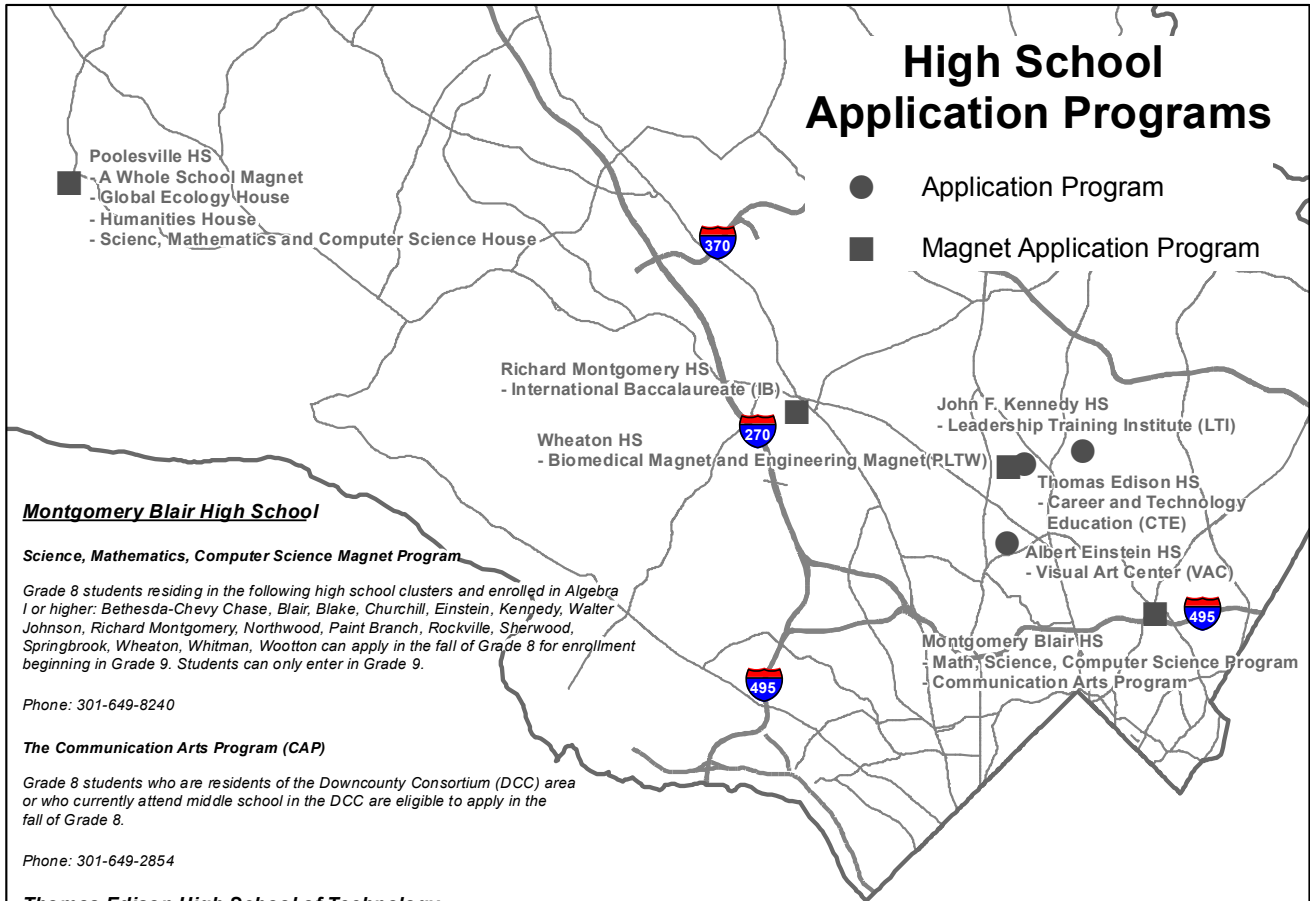 High School
Application Programs
Application Program
Magnet Application Program
Poolesville HS
- A Whole School Magnet
- Global Ecology House
- Humanities House
- Scienc, Mathematics and Computer Science House
370
Richard Montgomery HS
- International Baccalaureate (IB)
270
Wheaton HS
- Biomedical Magnet and Engineering Magnet(PLTW)
John F. Kennedy HS
- Leadership Training Institute (LTI)
Thomas Edison HS
- Career and Technology
Education (CTE)
Albert Einstein HS
- Visual Art Center (VAC)
495
Montgomery Blair HS
- Math, Science, Computer Science Program
- Communication Arts Program
495
Montgomery Blair High School
Science, Mathematics, Computer Science Magnet Program
Grade 8 students residing in the following high school clusters and enrolled in Algebra
I or higher: Bethesda-Chevy Chase, Blair, Blake, Churchill, Einstein, Kennedy, Walter
Johnson, Richard Montgomery, Northwood, Paint Branch, Rockville, Sherwood,
Springbrook, Wheaton, Whitman, Wootton can apply in the fall of Grade 8 for enrollment
beginning in Grade 9. Students can only enter in Grade 9.
Phone: 301-649-8240
The Communication Arts Program (CAP)
Grade 8 students who are residents of the Downcounty Consortium (DCC) area
or who currently attend middle school in the DCC are eligible to apply in the
fall of Grade 8.
Phone: 301-649-2854
Thomas Edison High School of Technology